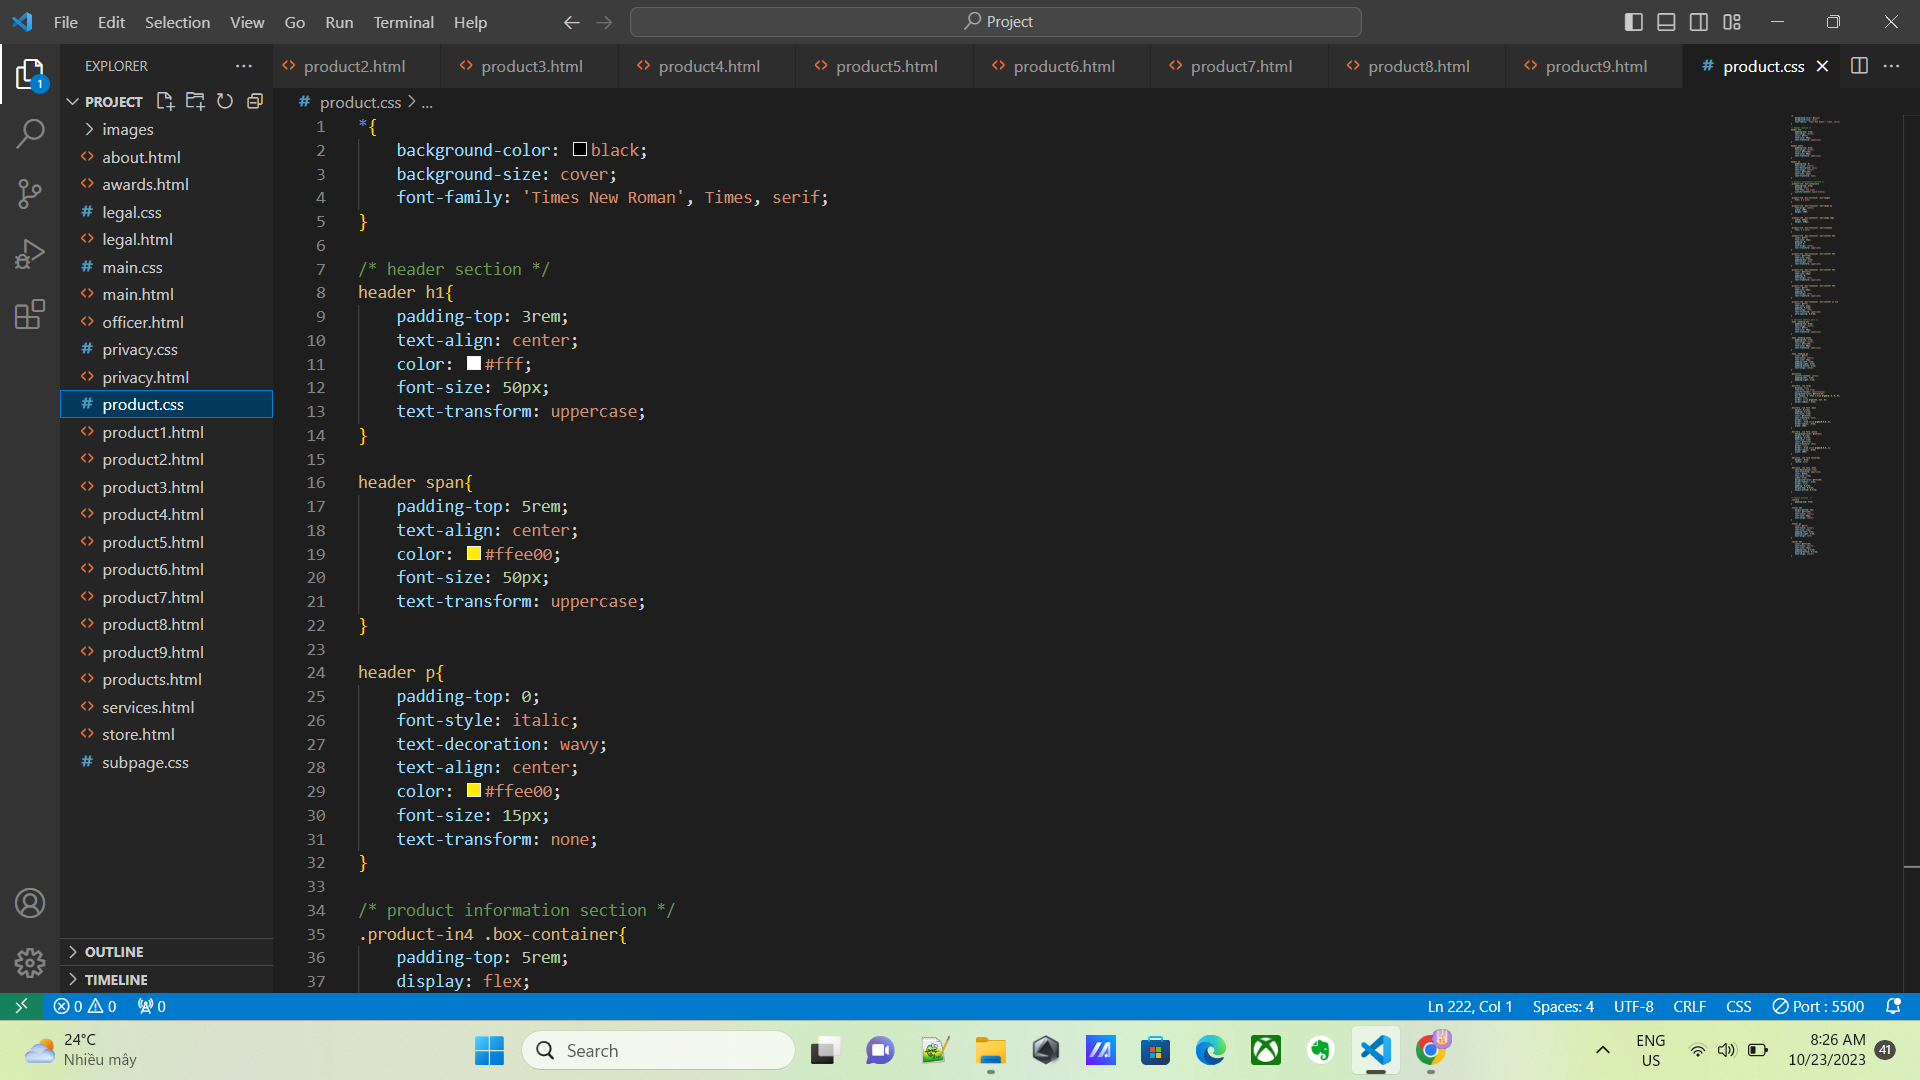 File Edit Selection View Go Run Terminal Help
Project
EXPLORER
product2.html
product3.html
product4.html
product5.html
product6.html
product7.html
product8.html
product9.html
product.css
PROJECT
images
about.html
awards.html
legal.css
legal.html
main.css
main.html
officer.html
privacy.css
privacy.html
product.css
product1.html
product2.html
product3.html
product4.html
product5.html
product6.html
product7.html
product8.html
product9.html
products.html
services.html
store.html
subpage.css
OUTLINE
TIMELINE
# product.css > ...
1 *{
2 background-color: black;
3 background-size: cover;
4 font-family: 'Times New Roman', Times, serif;
5 }
6
7 /* header section */
8 header h1{
9 padding-top: 3rem;
10 text-align: center;
11 color: #fff;
12 font-size: 50px;
13 text-transform: uppercase;
14 }
15
16 header span{
17 padding-top: 5rem;
18 text-align: center;
19 color: #ffee00;
20 font-size: 50px;
21 text-transform: uppercase;
22 }
23
24 header p{
25 padding-top: 0;
26 font-style: italic;
27 text-decoration: wavy;
28 text-align: center;
29 color: #ffee00;
30 font-size: 15px;
31 text-transform: none;
32 }
33
34 /* product information section */
35 .product-in4 .box-container{
36 padding-top: 5rem;
37 display: flex;
0 0 0
Ln 222, Col 1 Spaces: 4 UTF-8 CRLF CSS Port : 5500
24°C
Nhiều mây
Search
ENG
US
8:26 AM
10/23/2023
41